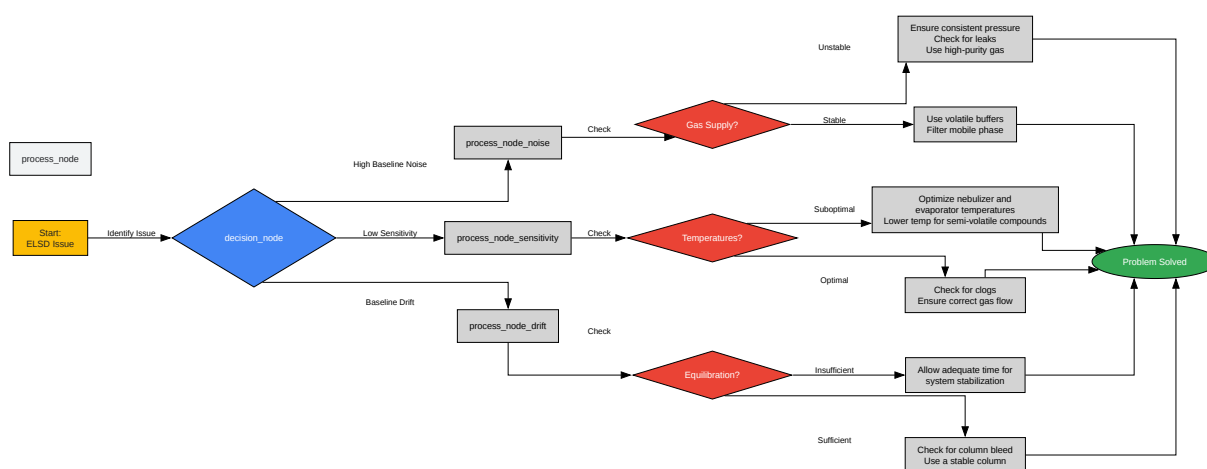 process_node
Start:
ELSD Issue
Identify Issue
decision_node
High Baseline Noise
Low Sensitivity
Baseline Drift
process_node_noise
process_node_sensitivity
process_node_drift
Check
Check
Check
Gas Supply?
Temperatures?
Equilibration?
Unstable
Stable
Suboptimal
Optimal
Insufficient
Sufficient
Ensure consistent pressure
Check for leaks
Use high-purity gas
Use volatile buffers
Filter mobile phase
Optimize nebulizer and
evaporator temperatures
Lower temp for semi-volatile compounds
Check for clogs
Ensure correct gas flow
Allow adequate time for
system stabilization
Check for column bleed
Use a stable column
Problem Solved